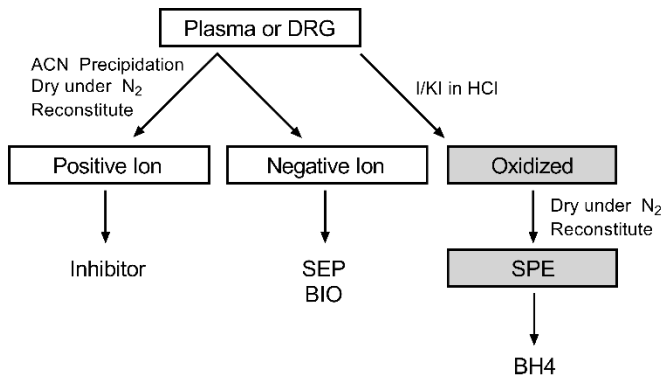 Plasma or DRG
ACN Precipidation
Dry under N2
Reconstitute
I/KI in HCl
Positive Ion
Negative Ion
Oxidized
Dry under N2
Reconstitute
Inhibitor
SEP
BIO
SPE
BH4